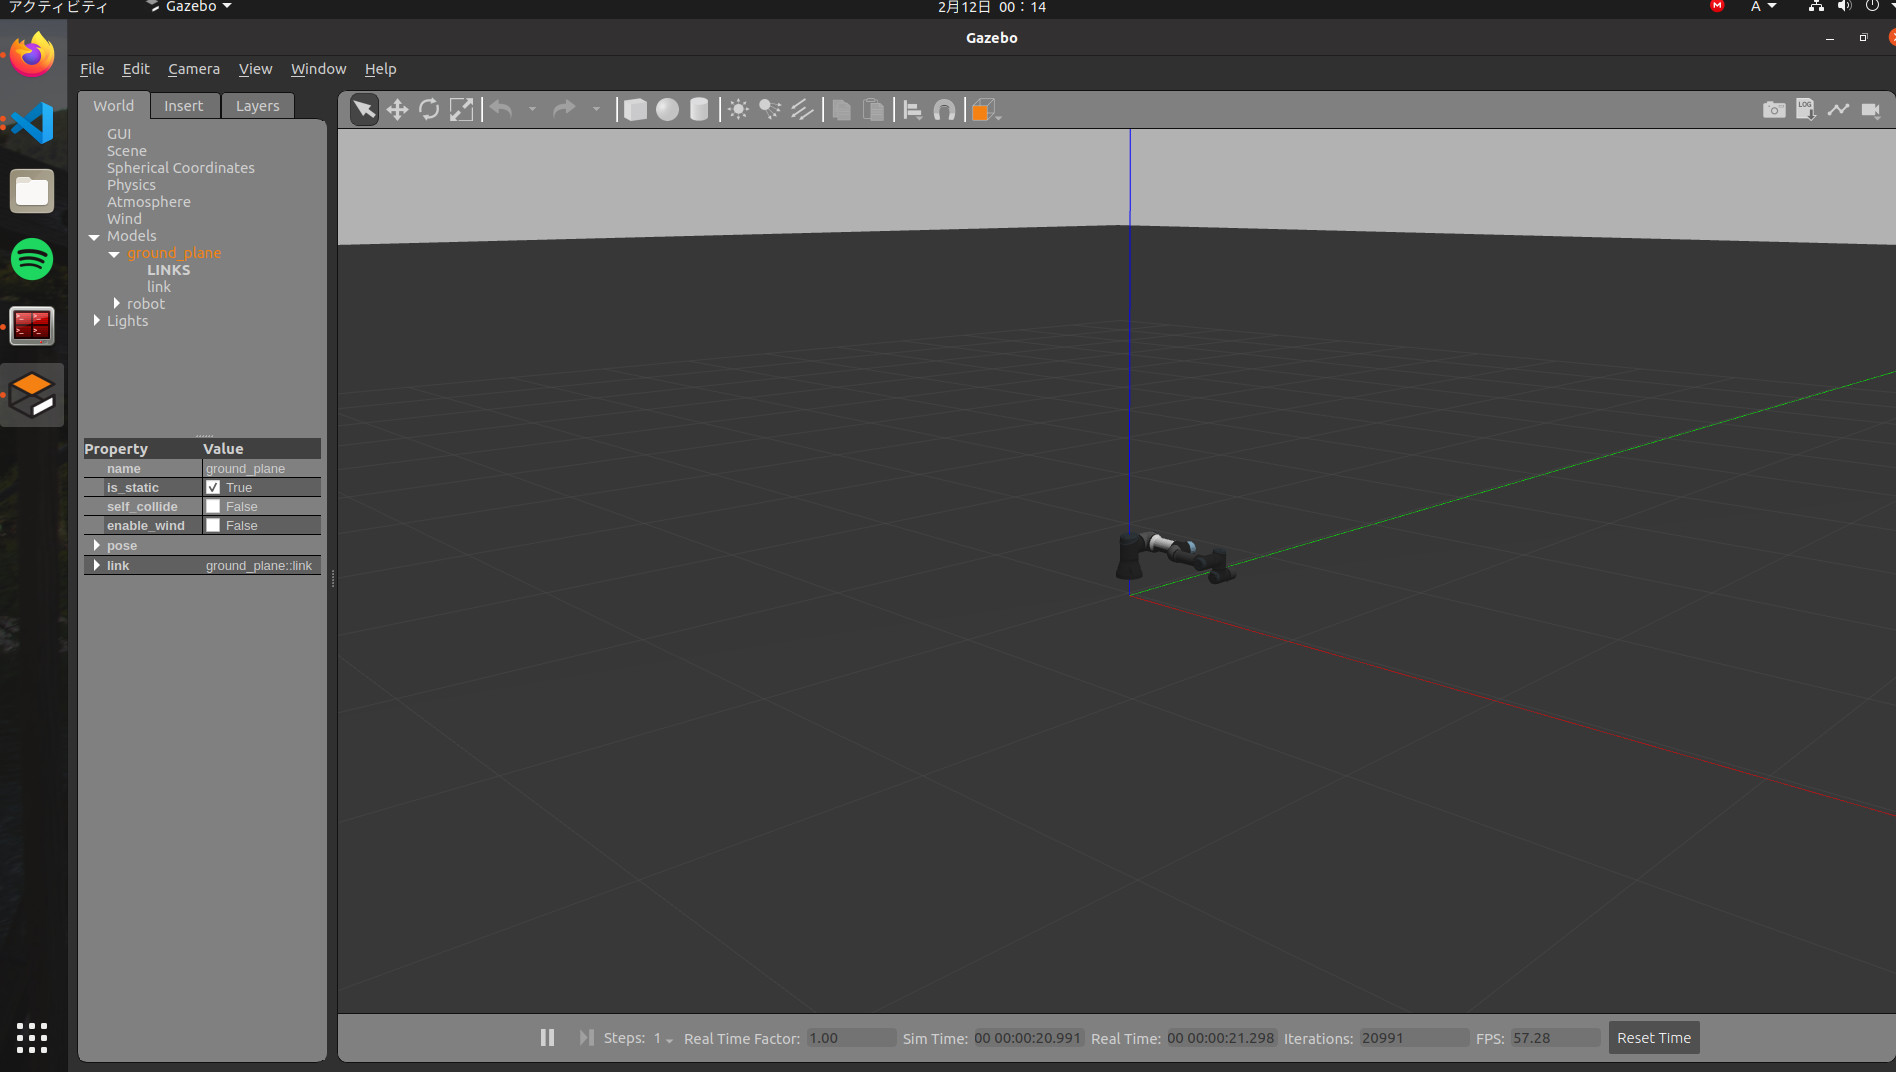 アクティビティ Gazebo 2月12日 00：14 A
Gazebo
File Edit Camera View Window Help
World Insert Layers
LOG
GUI
Scene
Spherical Coordinates
Physics
Atmosphere
Wind
Models
ground_plane
LINKS
link
robot
Lights
Property Value
name ground_plane
is_static True
self_collide False
enable_wind False
pose
link ground_plane::link
Steps: 1 Real Time Factor: 1.00 Sim Time: 00 00:00:20.991 Real Time: 00 00:00:21.298 Iterations: 20991 FPS: 57.28 Reset Time